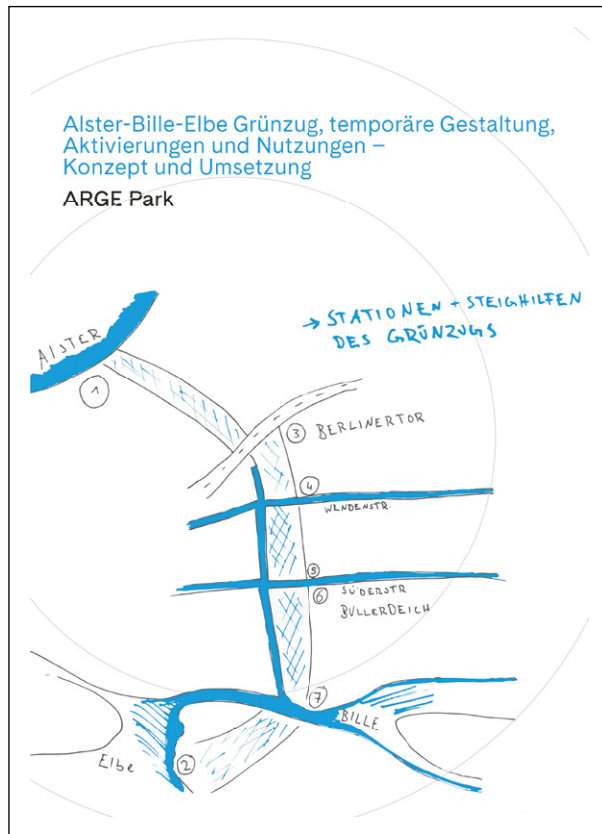 Alster-Bille-Elbe Grünzug, temporäre Gestaltung,
Aktivierungen und Nutzungen –
Konzept und Umsetzung
ARGE Park
→ STATIONEN + STEIGHILFEN
DES GRÜNZUGS
ALSTER
1
3 BERLINERTOR
4
WENDENSTR.
5
6 SÜDERSTR
BULLERDEICH
7
BILLE
Elbe
2